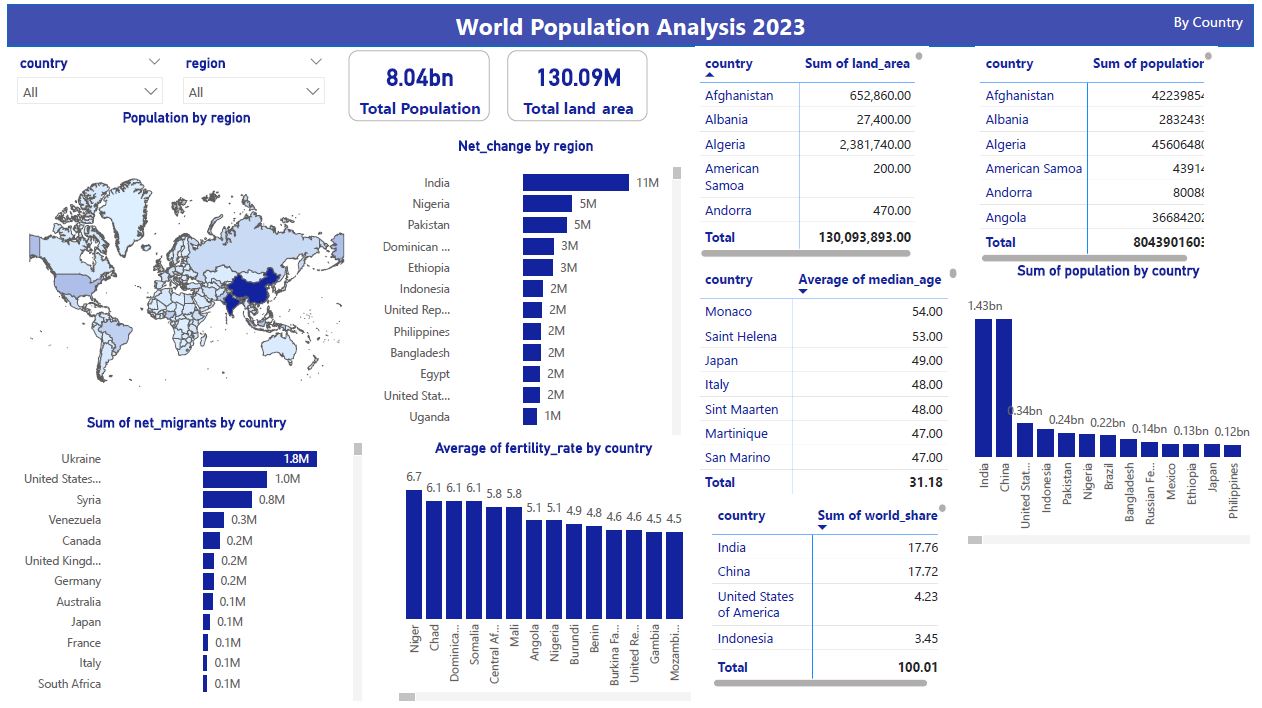 World Population Analysis 2023
By Country
country
All
region
All
8.04bn
Total Population
130.09M
Total land_area
Population by region
Net_change by region
India 11M
Nigeria 5M
Pakistan 5M
Dominican ... 3M
Ethiopia 3M
Indonesia 2M
United Rep... 2M
Philippines 2M
Bangladesh 2M
Egypt 2M
United Stat... 2M
Uganda 1M
Sum of net_migrants by country
Ukraine 1.8M
United States... 1.0M
Syria 0.8M
Venezuela 0.3M
Canada 0.2M
United Kingd... 0.2M
Germany 0.2M
Australia 0.1M
Japan 0.1M
France 0.1M
Italy 0.1M
South Africa 0.1M
Average of fertility_rate by country
6.7 6.1 6.1 6.1 5.8 5.8 5.1 5.1 4.9 4.8 4.6 4.6 4.5 4.5
Niger
Chad
Dominica...
Somalia
Central Af...
Mali
Angola
Nigeria
Burundi
Benin
Burkina Fa...
United Re...
Gambia
Mozambi...
country Sum of land_area
Afghanistan 652,860.00
Albania 27,400.00
Algeria 2,381,740.00
American 200.00
Samoa
Andorra 470.00
Total 130,093,893.00
country Average of median_age
Monaco 54.00
Saint Helena 53.00
Japan 49.00
Italy 48.00
Sint Maarten 48.00
Martinique 47.00
San Marino 47.00
Total 31.18
country Sum of world_share
India 17.76
China 17.72
United States 4.23
of America
Indonesia 3.45
Total 100.01
country Sum of population
Afghanistan 42239854
Albania 2832439
Algeria 45606480
American Samoa 43914
Andorra 80088
Angola 36684202
Total 8043901603
Sum of population by country
1.43bn
0.34bn
0.24bn 0.22bn
0.14bn 0.13bn 0.12bn
India
China
United Stat...
Indonesia
Pakistan
Nigeria
Brazil
Bangladesh
Russian Fe...
Mexico
Ethiopia
Japan
Philippines